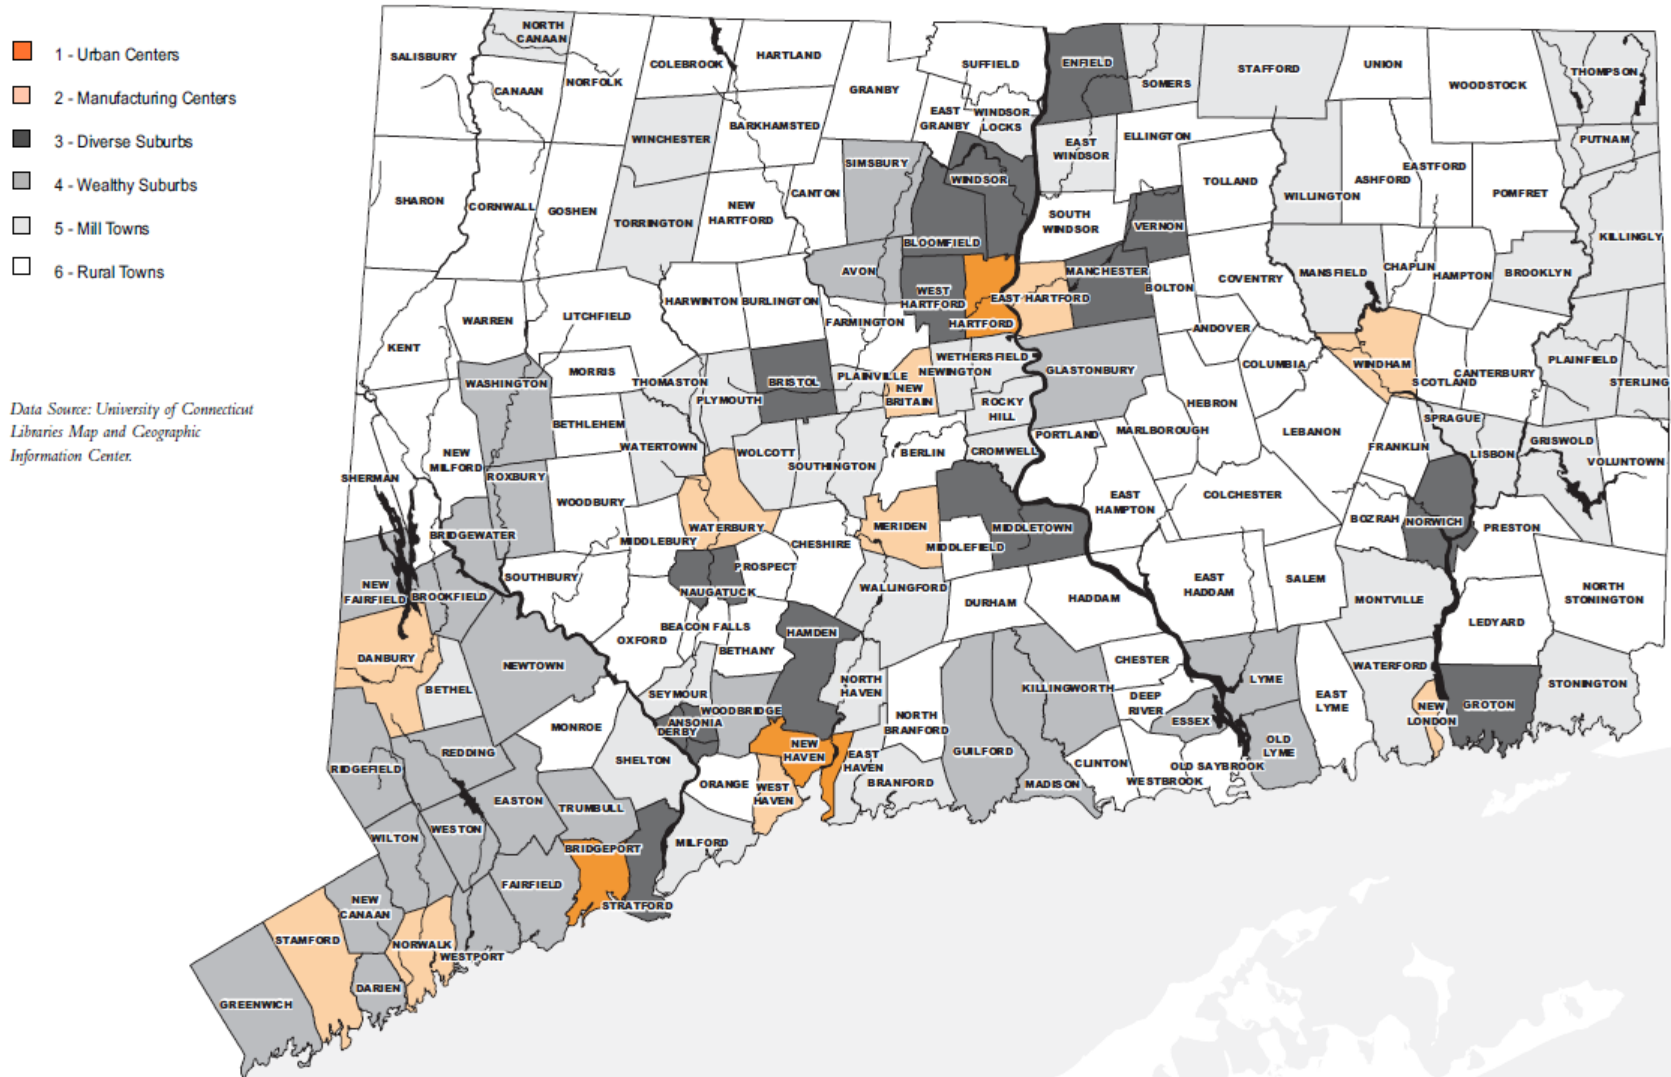 1 - Urban Centers
2 - Manufacturing Centers
3 - Diverse Suburbs
4 - Wealthy Suburbs
5 - Mill Towns
6 - Rural Towns
Data Source: University of Connecticut
Libraries Map and Geographic
Information Center.
NORTH
CANAAN
SALISBURY
CANAAN
NORFOLK
COLEBROOK
HARTLAND
SUFFIELD
ENFIELD
SOMERS
STAFFORD
UNION
WOODSTOCK
THOMPSON
GRANBY
EAST
GRANBY
WINDSOR
LOCKS
BARKHAMSTED
WINCHESTER
EAST
WINDSOR
ELLINGTON
PUTNAM
EASTFORD
SIMSBURY
WINDSOR
TOLLAND
WILLINGTON
ASHFORD
POMFRET
SHARON
CORNWALL
GOSHEN
TORRINGTON
NEW
HARTFORD
CANTON
SOUTH
WINDSOR
VERNON
KILLINGLY
BLOOMFIELD
AVON
MANCHESTER
BOLTON
COVENTRY
MANSFIELD
CHAPLIN
HAMPTON
BROOKLYN
WEST
HARTFORD
EAST HARTFORD
HARTFORD
HARWINTON
BURLINGTON
LITCHFIELD
WARREN
FARMINGTON
ANDOVER
KENT
WETHERSFIELD
NEWINGTON
GLASTONBURY
COLUMBIA
WINDHAM
SCOTLAND
CANTERBURY
PLAINFIELD
STERLING
MORRIS
THOMASTON
WASHINGTON
BRISTOL
PLAINVILLE
NEW
BRITAIN
PLYMOUTH
ROCKY
HILL
HEBRON
MARLBOROUGH
LEBANON
SPRAGUE
BETHLEHEM
WATERTOWN
WOLCOTT
SOUTHINGTON
BERLIN
CROMWELL
PORTLAND
FRANKLIN
LISBON
GRISWOLD
VOLUNTOWN
NEW
MILFORD
SHERMAN
ROXBURY
WOODBURY
EAST
HAMPTON
COLCHESTER
BOZRAH
NORWICH
PRESTON
BRIDGEWATER
MIDDLEBURY
WATERBURY
CHESHIRE
MERIDEN
MIDDLEFIELD
MIDDLETOWN
SOUTHBURY
PROSPECT
NAUGATUCK
WALLINGFORD
DURHAM
HADDAM
EAST
HADDAM
SALEM
MONTVILLE
NORTH
STONINGTON
LEDYARD
NEW
FAIRFIELD
BROOKFIELD
OXFORD
BEACON FALLS
BETHANY
HAMDEN
DANBURY
NEWTOWN
BETHEL
SEYMOUR
NORTH
HAVEN
KILLINGWORTH
CHESTER
LYME
WATERFORD
STONINGTON
EAST
LYME
NEW
LONDON
GROTON
DEEP
RIVER
ESSEX
OLD
LYME
MONROE
WOODBRIDGE
ANSONIA
DERBY
NORTH
BRANFORD
GUILFORD
REDDING
SHELTON
NEW
HAVEN
EAST
HAVEN
RIDGEFIELD
ORANGE
WEST
HAVEN
BRANFORD
MADISON
CLINTON
WESTBROOK
OLD SAYBROOK
EASTON
TRUMBULL
WILTON
WESTON
MILFORD
BRIDGEPORT
FAIRFIELD
STRATFORD
NEW
CANAAN
STAMFORD
NORWALK
WESTPORT
DARIEN
GREENWICH